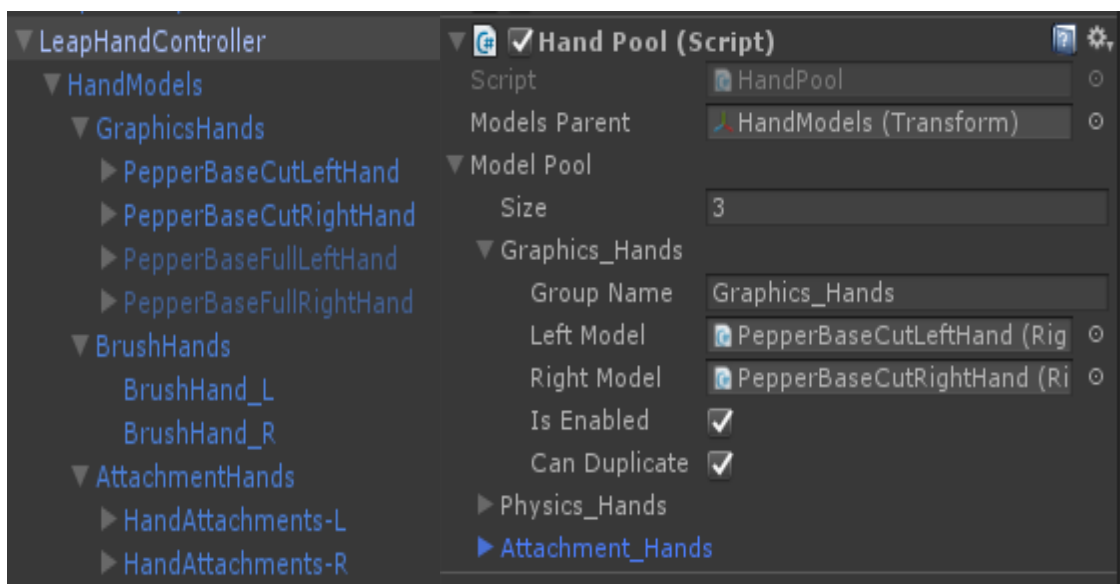 LeapHandController
HandModels
GraphicsHands
PepperBaseCutLeftHand
PepperBaseCutRightHand
PepperBaseFullLeftHand
PepperBaseFullRightHand
BrushHands
BrushHand_L
BrushHand_R
AttachmentHands
HandAttachments-L
HandAttachments-R
Hand Pool (Script)
Script HandPool
Models Parent HandModels (Transform)
Model Pool
Size 3
Graphics_Hands
Group Name Graphics_Hands
Left Model PepperBaseCutLeftHand (Rig
Right Model PepperBaseCutRightHand (Ri
Is Enabled
Can Duplicate
Physics_Hands
Attachment_Hands